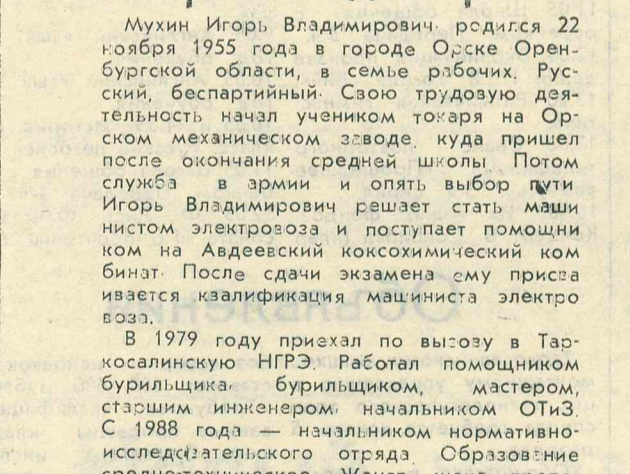 Мухин Игорь Владимирович родился 22
ноября 1955 года в городе Орске Орен-
бургской области, в семье рабочих. Рус-
ский, беспартийный. Свою трудовую дея-
тельность начал учеником токаря на Ор
ском механическом заводе, куда пришел
после окончания средней школы Потом
служба в армии и опять выбор пути
Игорь Владимирович решает стать маши
нистом электровоза и поступает помощни
ком на Авдеевский коксохимический ком
бинат. После сдачи экзамена ему присва
ивается квалификация машиниста электро
воза.
В 1979 году приехал по вызову в Тар-
косалинскую НГРЭ. Работал помощником
бурильщика, бурильщиком, мастером,
старшим инженером, начальником ОТиЗ.
С 1988 года — начальником нормативно-
исследовательского отряда Образование
средне-техническое